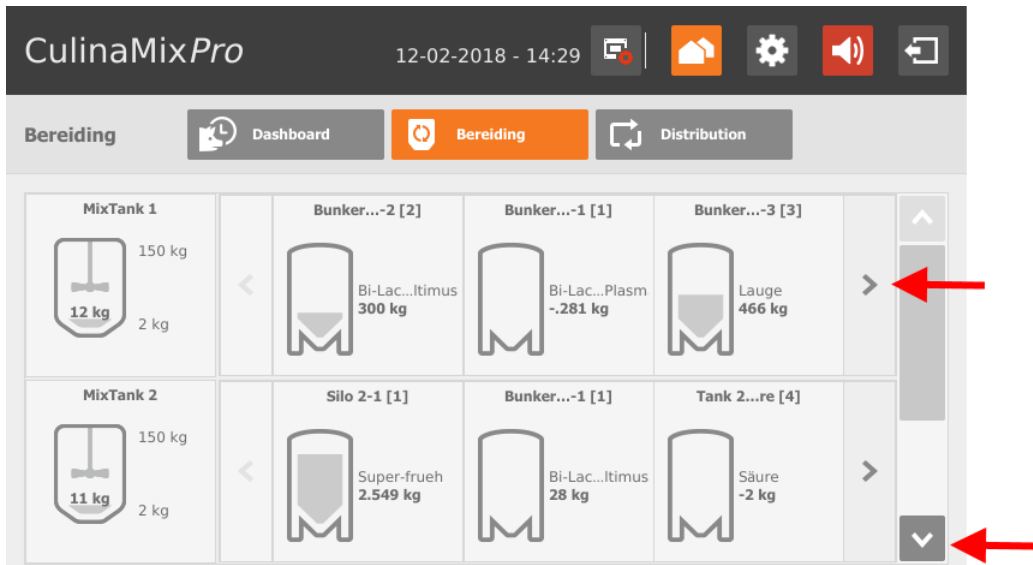 CulinaMixPro
12-02-2018 - 14:29
Bereiding
Dashboard
Bereiding
Distribution
MixTank 1
150 kg
12 kg
2 kg
Bunker...-2 [2]
Bi-Lac...ltimus
300 kg
Bunker...-1 [1]
Bi-Lac...Plasm
-.281 kg
Bunker...-3 [3]
Lauge
466 kg
MixTank 2
150 kg
11 kg
2 kg
Silo 2-1 [1]
Super-frueh
2.549 kg
Bunker...-1 [1]
Bi-Lac...ltimus
28 kg
Tank 2...re [4]
Säure
-2 kg